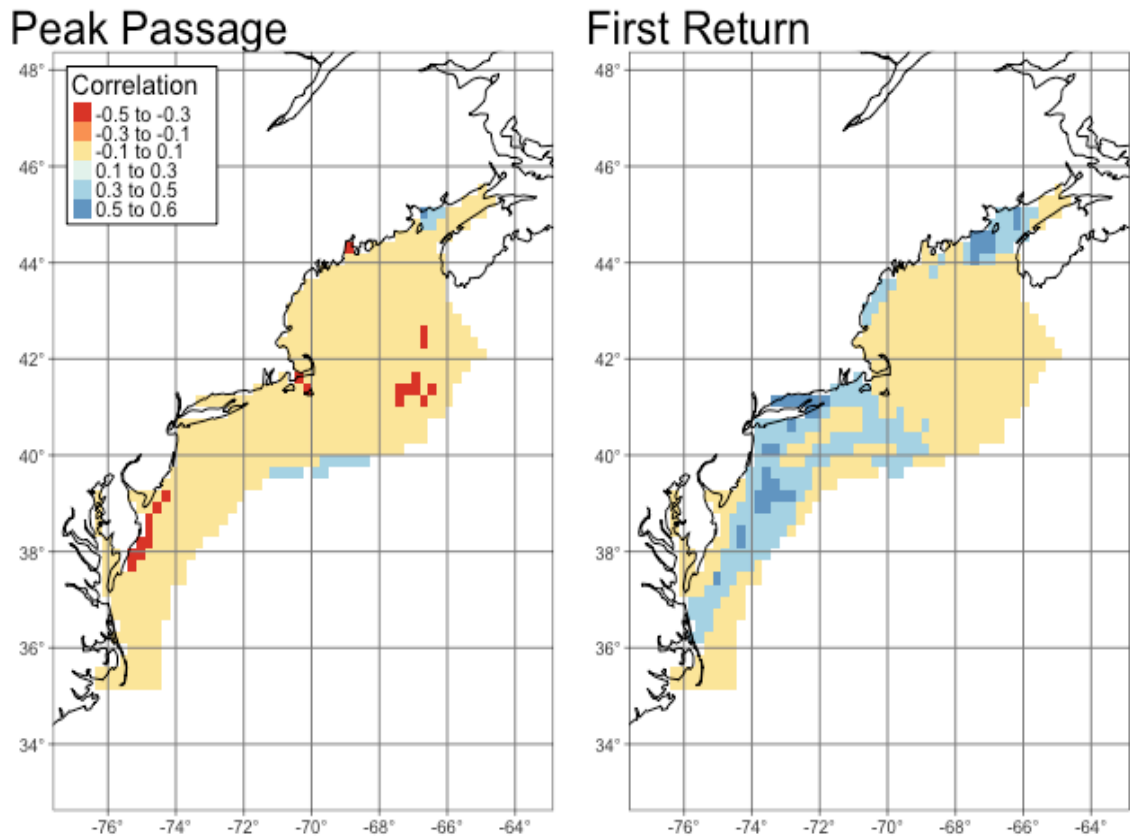 Peak Passage
First Return
Correlation
-0.5 to -0.3
-0.3 to -0.1
-0.1 to 0.1
0.1 to 0.3
0.3 to 0.5
0.5 to 0.6
48°
46°
44°
42°
40°
38°
36°
34°
-76° -74° -72° -70° -68° -66° -64°
48°
46°
44°
42°
40°
38°
36°
34°
-76° -74° -72° -70° -68° -66° -64°